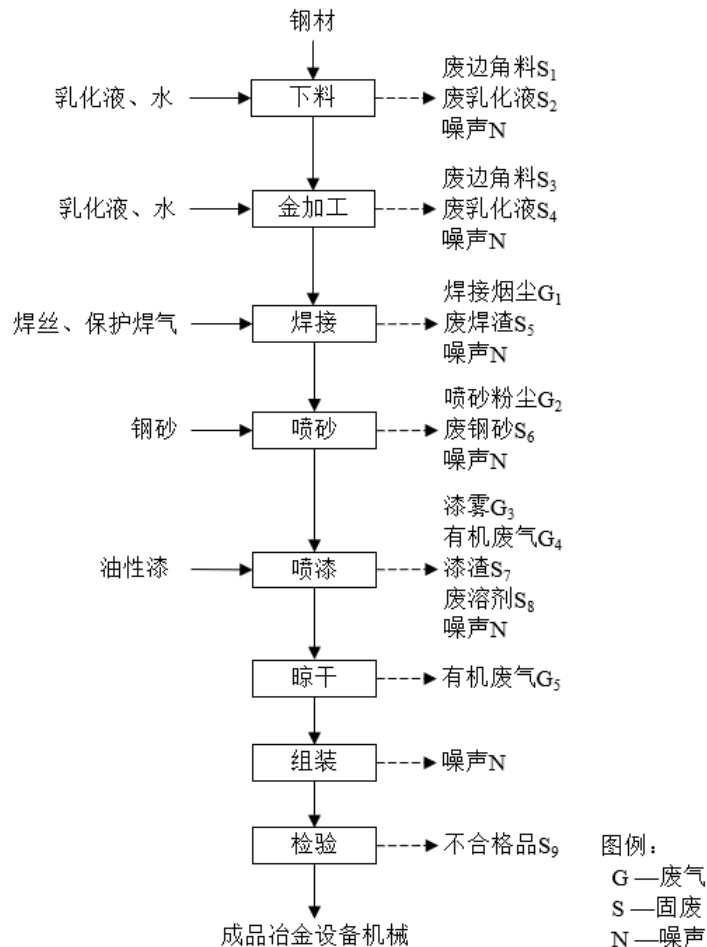 钢材
乳化液、水
下料
废边角料S₁
废乳化液S₂
噪声N
乳化液、水
金加工
废边角料S₃
废乳化液S₄
噪声N
焊丝、保护焊气
焊接
焊接烟尘G₁
废焊渣S₅
噪声N
钢砂
喷砂
喷砂粉尘G₂
废钢砂S₆
噪声N
油性漆
喷漆
漆雾G₃
有机废气G₄
漆渣S₇
废溶剂S₈
噪声N
晾干
有机废气G₅
组装
噪声N
检验
不合格品S₉
成品冶金设备机械
图例：
G —废气
S —固废
N —噪声